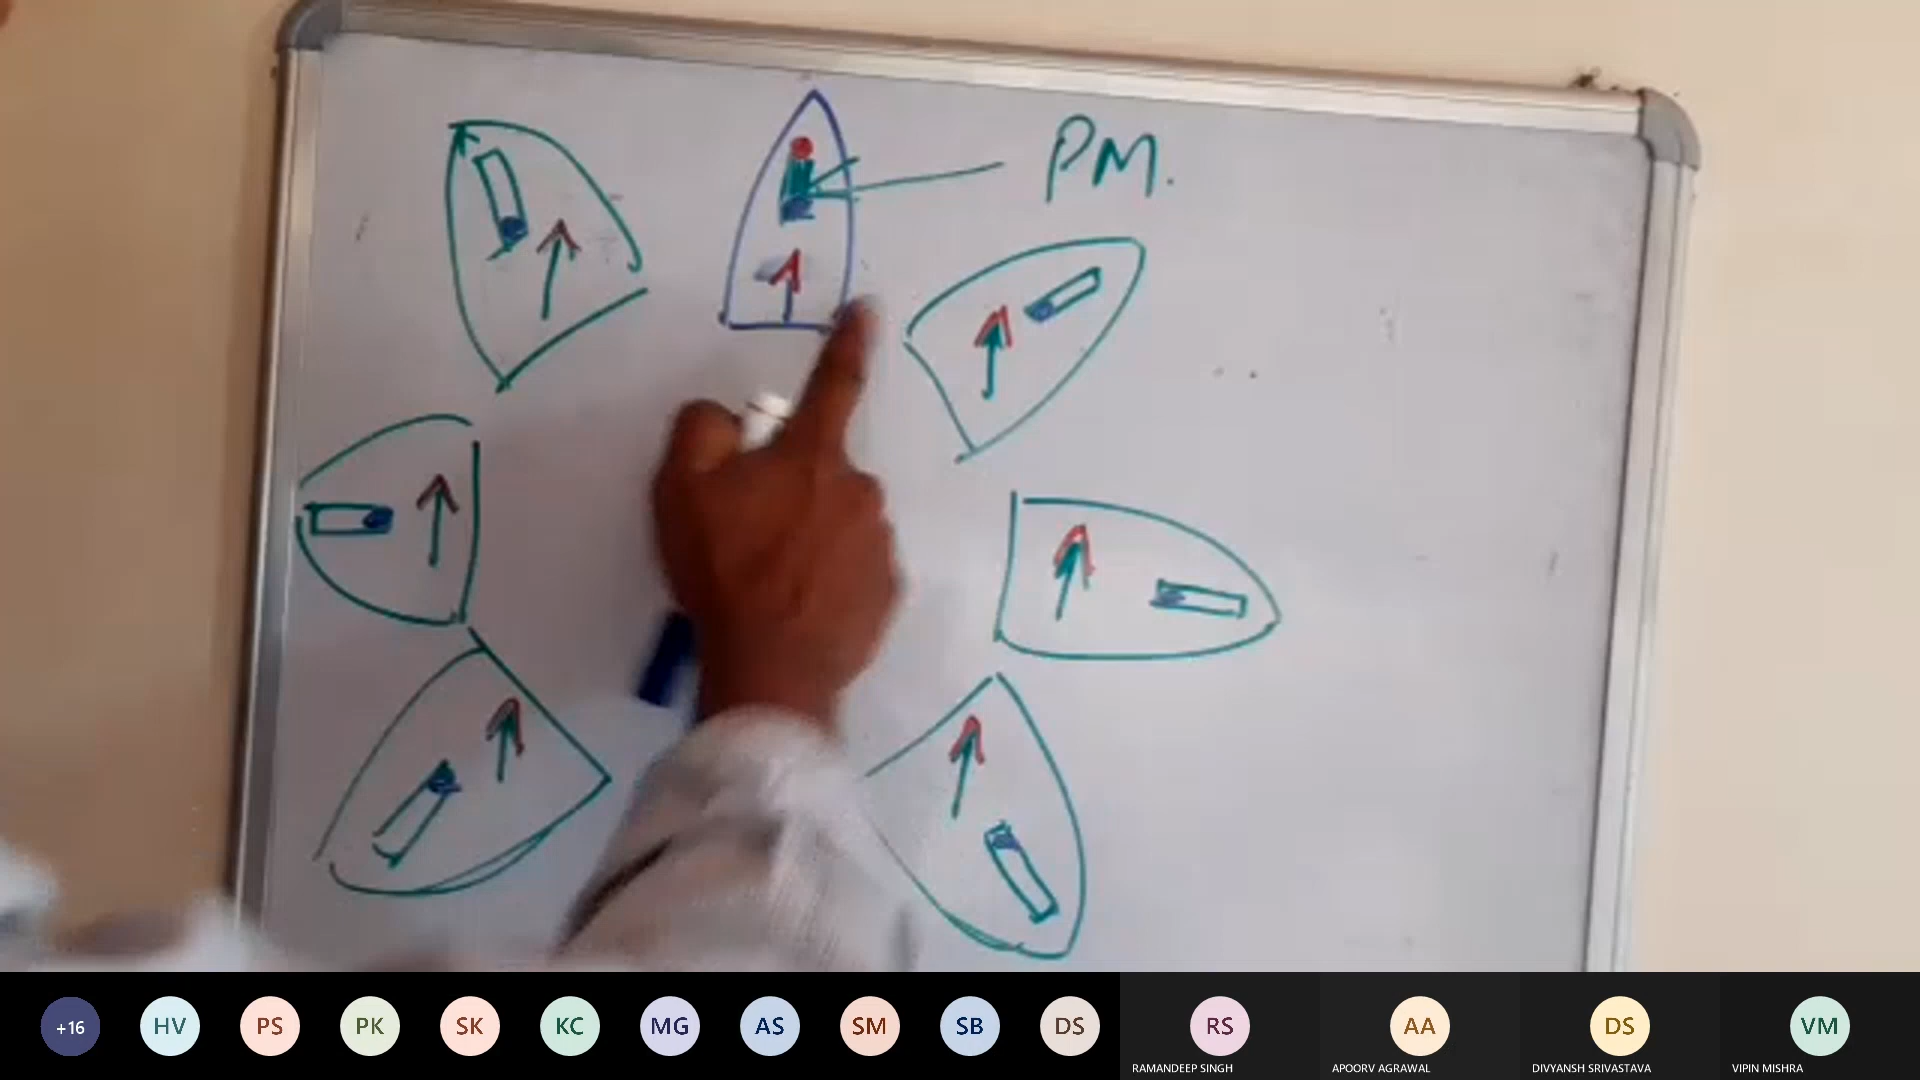 PM.
+16
HV
PS
PK
SK
KC
MG
AS
SM
SB
DS
RS
AA
DS
VM
RAMANDEEP SINGH
APOORV AGRAWAL
DIVYANSH SRIVASTAVA
VIPIN MISHRA